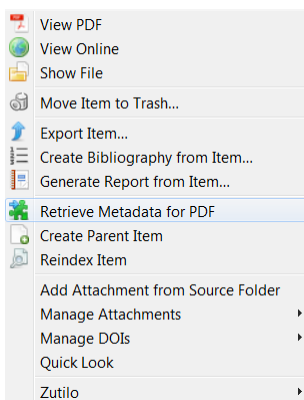 View PDF
View Online
Show File
Move Item to Trash...
Export Item...
Create Bibliography from Item...
Generate Report from Item...
Retrieve Metadata for PDF
Create Parent Item
Reindex Item
Add Attachment from Source Folder
Manage Attachments
Manage DOIs
Quick Look
Zutilo